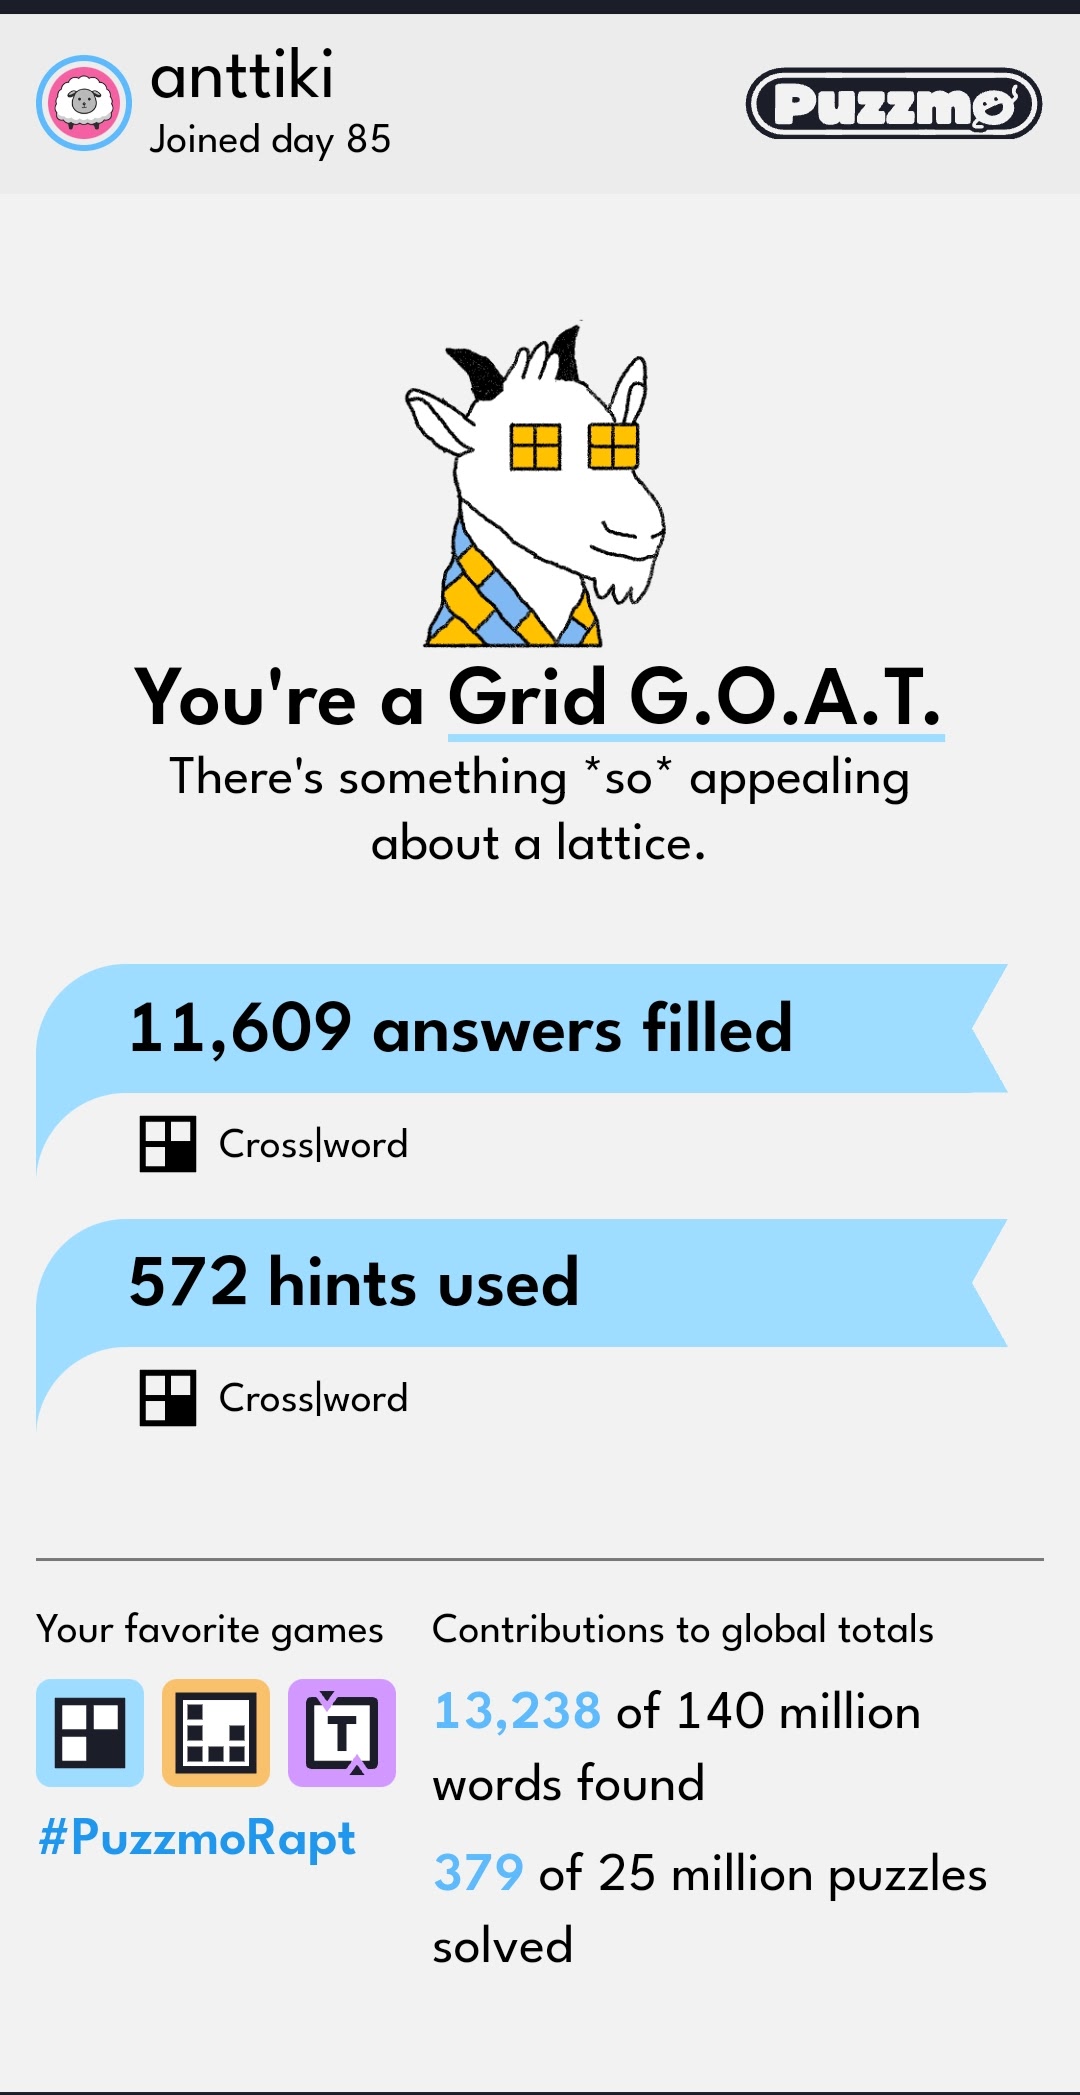 anttiki
Joined day 85
Puzzmo
You're a Grid G.O.A.T.
There's something *so* appealing
about a lattice.
11,609 answers filled
Cross|word
572 hints used
Cross|word
Your favorite games
T
#PuzzmoRapt
Contributions to global totals
13,238 of 140 million
words found
379 of 25 million puzzles
solved